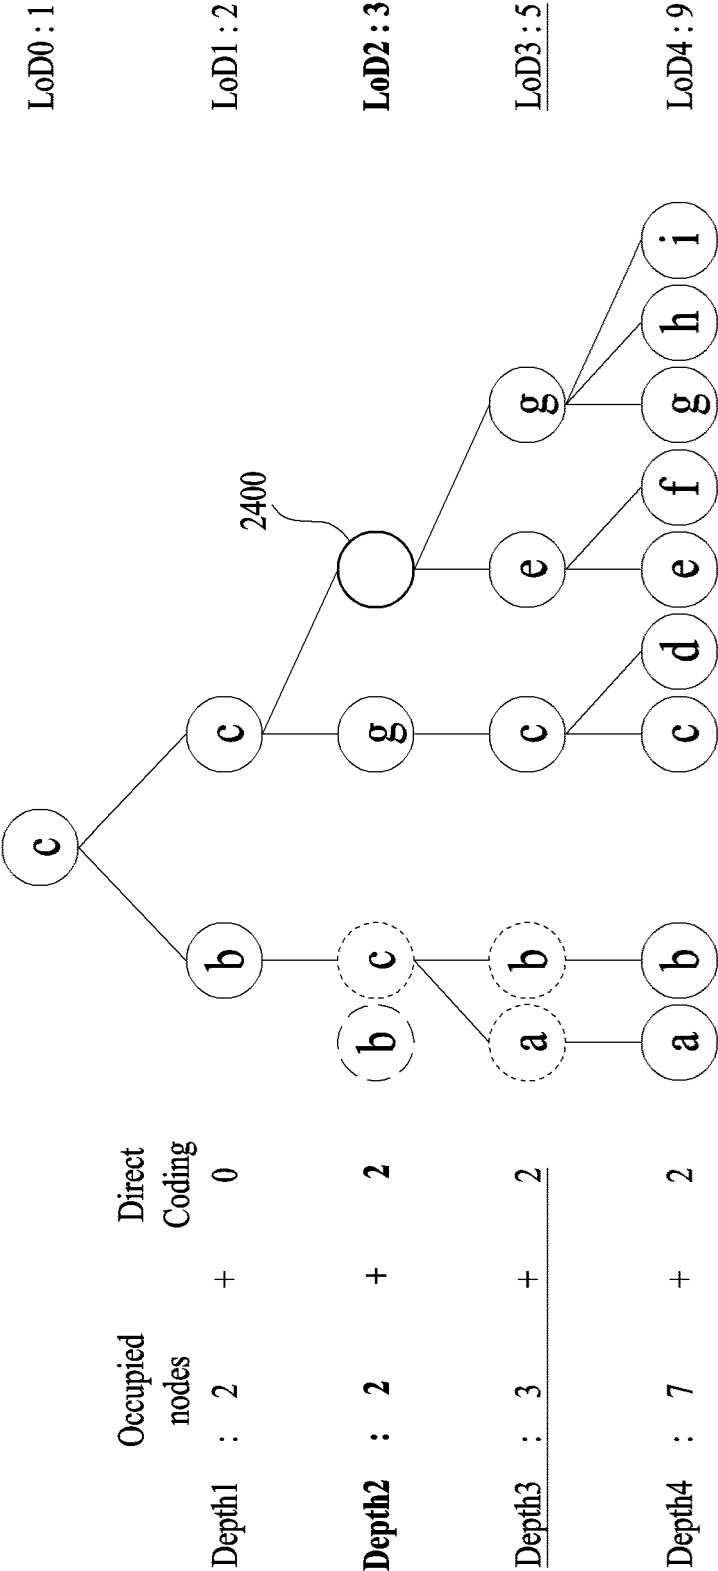 c LoD0 : 1
Occupied Direct
nodes Coding
Depth1 : 2 + 0 b c LoD1 : 2
2400
Depth2 : 2 + 2 b c g LoD2 : 3
Depth3 : 3 + 2 a b c e g LoD3 : 5
Depth4 : 7 + 2 a b c d e f g h i LoD4 : 9